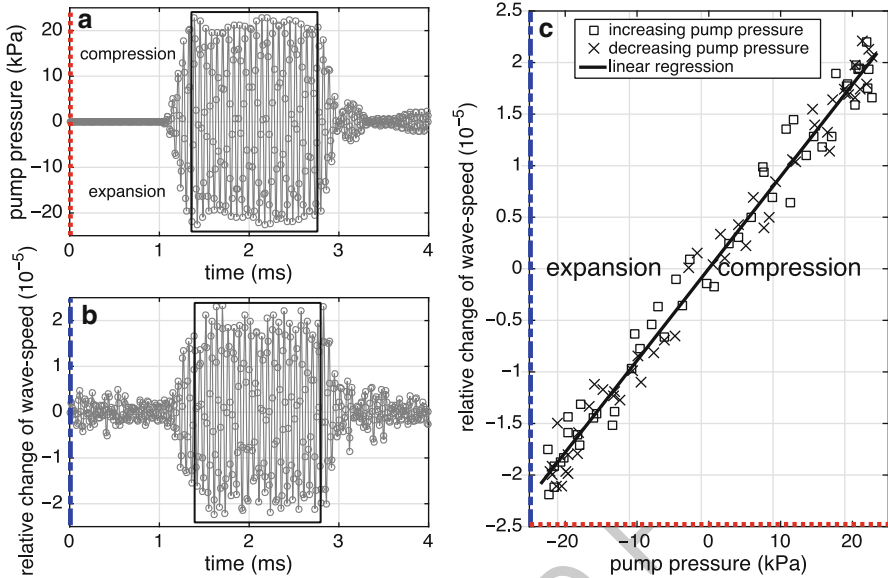 a
pump pressure (kPa)
20
10
0
−10
−20
compression
expansion
0 1 2 3 4
time (ms)
b
relative change of wave-speed (10⁻⁵)
2
1
0
−1
−2
0 1 2 3 4
time (ms)
c
increasing pump pressure
decreasing pump pressure
linear regression
relative change of wave-speed (10⁻⁵)
2.5
2
1.5
1
0.5
0
−0.5
−1
−1.5
−2
−2.5
expansion compression
−20 −10 0 10 20
pump pressure (kPa)